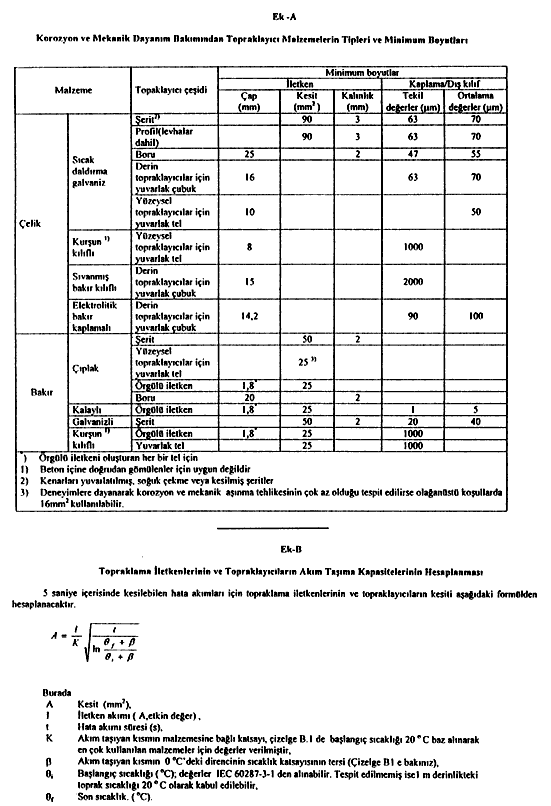 Ek -A
Korozyon ve Mekanik Dayanım Bakımından Topraklayıcı Malzemelerin Tipleri ve Minimum Boyutları
Malzeme
Topaklayıcı çeşidi
Minimum boyutlar
İletken
Kaplama/Dış kılıf
Çap (mm)
Kesit (mm²)
Kalınlık (mm)
Tekil değerler (µm)
Ortalama değerler (µm)
Çelik
Sıcak daldırma galvaniz
Şerit²⁾ 90 3 63 70
Profil(levhalar dahil) 90 3 63 70
Boru 25 2 47 55
Derin topraklayıcılar için yuvarlak çubuk 16 63 70
Yüzeysel topraklayıcılar için yuvarlak tel 10 50
Kurşun ¹⁾ kılıflı
Yüzeysel topraklayıcılar için yuvarlak tel 8 1000
Sıvanmış bakır kılıflı
Derin topraklayıcılar için yuvarlak çubuk 15 2000
Elektrolitik bakır kaplamalı
Derin topraklayıcılar için yuvarlak çubuk 14,2 90 100
Bakır
Çıplak
Şerit 50 2
Yüzeysel topraklayıcılar için yuvarlak tel 25 ³⁾
Örgülü iletken 1,8* 25
Boru 20 2
Kalaylı Örgülü iletken 1,8* 25 1 5
Galvanizli Şerit 50 2 20 40
Kurşun ¹⁾ kılıflı
Örgülü iletken 1,8* 25 1000
Yuvarlak tel 25 1000
*) Örgülü iletkeni oluşturan her bir tel için
1) Beton içine doğrudan gömülenler için uygun değildir
2) Kenarları yuvarlatılmış, soğuk çekme veya kesilmiş şeritler
3) Deneyimlere dayanarak korozyon ve mekanik aşınma tehlikesinin çok az olduğu tespit edilirse olağanüstü koşullarda
16mm² kullanılabilir.
Ek-B
Topraklama İletkenlerinin ve Topraklayıcıların Akım Taşıma Kapasitelerinin Hesaplanması
5 saniye içerisinde kesilebilen hata akımları için topraklama iletkenlerinin ve topraklayıcıların kesiti aşağıdaki formülden
hesaplanacaktır.
A = I/K √(t / ln((θf + β)/(θi + β)))
Burada
A Kesit (mm²),
I İletken akımı ( A,etkin değer) ,
t Hata akımı süresi (s),
K Akım taşıyan kısmın malzemesine bağlı katsayı, çizelge B.1 de başlangıç sıcaklığı 20 °C baz alınarak
en çok kullanılan malzemeler için değerler verilmiştir,
β Akım taşıyan kısmın 0 °C'deki direncinin sıcaklık katsayısının tersi (Çizelge B1 e bakınız),
θi Başlangıç sıcaklığı ( °C); değerler IEC 60287-3-1 den alınabilir. Tespit edilmemiş ise1 m derinlikteki
toprak sıcaklığı 20 °C olarak kabul edilebilir,
θf Son sıcaklık. ( °C).